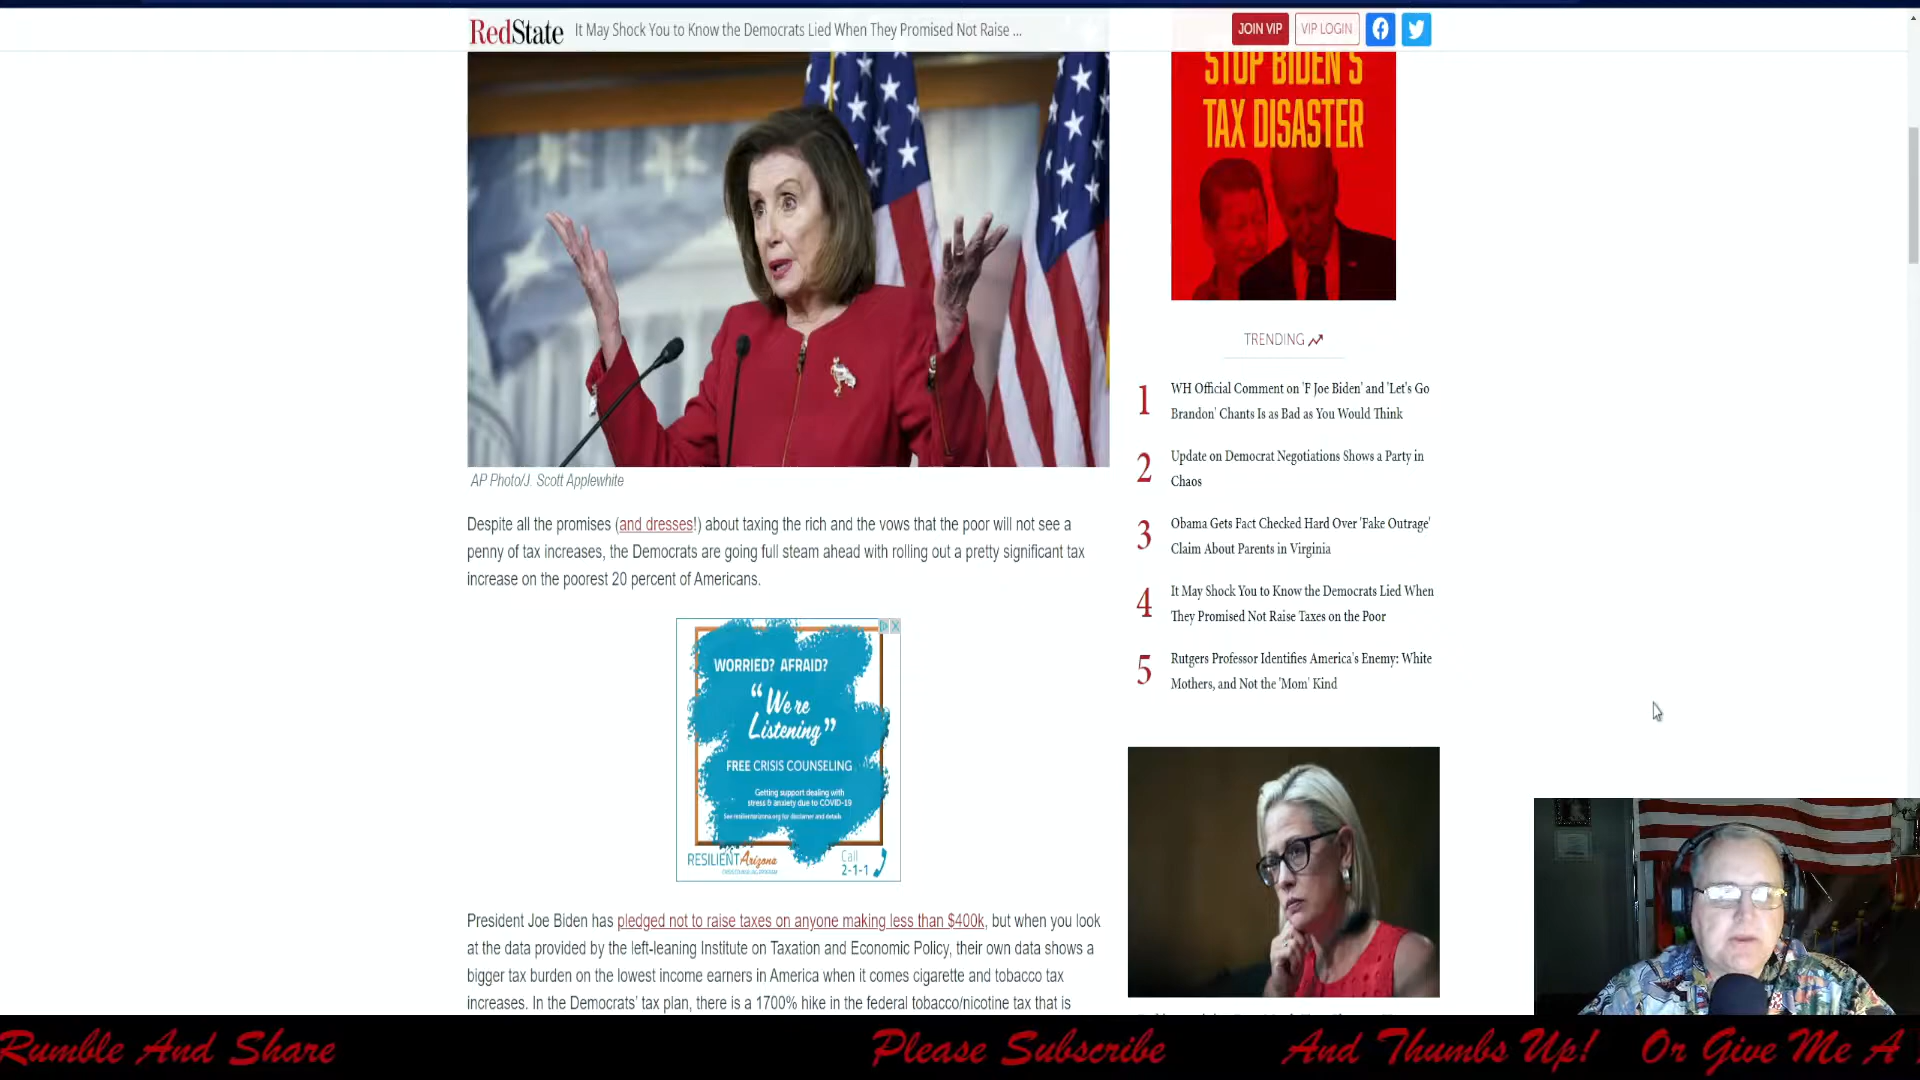 RedState It May Shock You to Know the Democrats Lied When They Promised Not Raise ...
JOIN VIP
VIP LOGIN
STOP BIDEN'S
TAX DISASTER
AP Photo/J. Scott Applewhite
Despite all the promises (and dresses!) about taxing the rich and the vows that the poor will not see a
penny of tax increases, the Democrats are going full steam ahead with rolling out a pretty significant tax
increase on the poorest 20 percent of Americans.
WORRIED? AFRAID?
"We're
Listening"
FREE CRISIS COUNSELING
Getting support dealing with
stress & anxiety due to COVID-19
See resilientarizona.org for disclaimer and details
RESILIENT Arizona
Call
2-1-1
President Joe Biden has pledged not to raise taxes on anyone making less than $400k, but when you look
at the data provided by the left-leaning Institute on Taxation and Economic Policy, their own data shows a
bigger tax burden on the lowest income earners in America when it comes cigarette and tobacco tax
increases. In the Democrats' tax plan, there is a 1700% hike in the federal tobacco/nicotine tax that is
TRENDING
1 WH Official Comment on 'F Joe Biden' and 'Let's Go
Brandon' Chants Is as Bad as You Would Think
2 Update on Democrat Negotiations Shows a Party in
Chaos
3 Obama Gets Fact Checked Hard Over 'Fake Outrage'
Claim About Parents in Virginia
4 It May Shock You to Know the Democrats Lied When
They Promised Not Raise Taxes on the Poor
5 Rutgers Professor Identifies America's Enemy: White
Mothers, and Not the 'Mom' Kind
Rumble And Share Please Subscribe And Thumbs Up! Or Give Me A